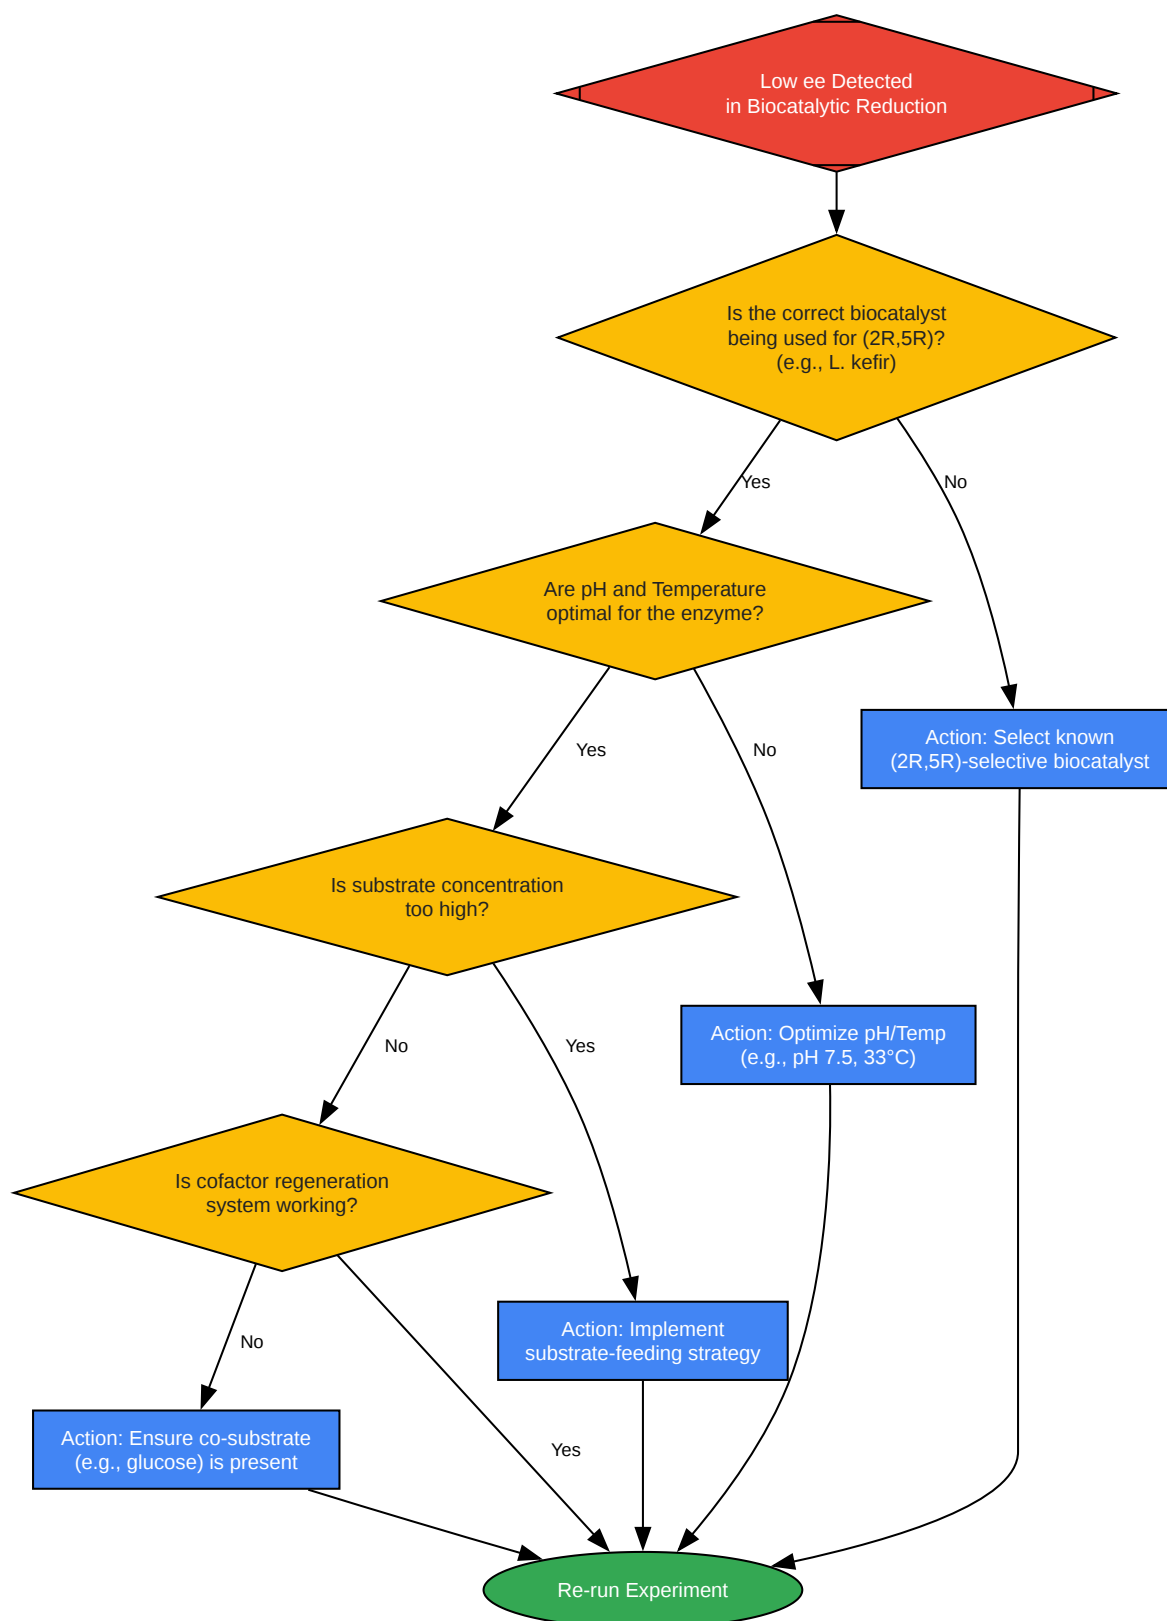 Low ee Detected
in Biocatalytic Reduction
Is the correct biocatalyst
being used for (2R,5R)?
(e.g., L. kefir)
Yes
No
Are pH and Temperature
optimal for the enzyme?
Yes
No
Action: Select known
(2R,5R)-selective biocatalyst
Is substrate concentration
too high?
No
Yes
Action: Optimize pH/Temp
(e.g., pH 7.5, 33°C)
Is cofactor regeneration
system working?
No
Yes
Action: Implement
substrate-feeding strategy
Action: Ensure co-substrate
(e.g., glucose) is present
Re-run Experiment